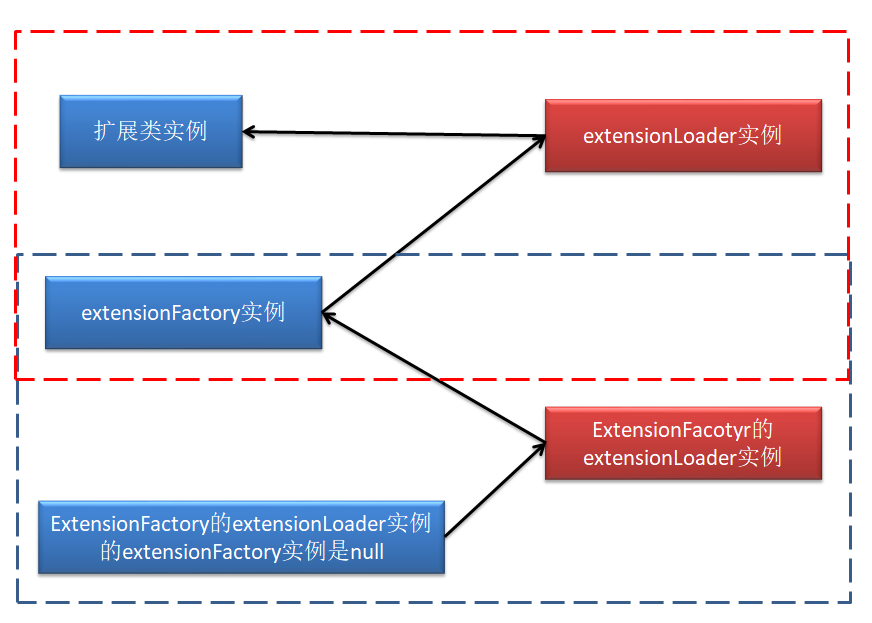 扩展类实例
extensionLoader实例
extensionFactory实例
ExtensionFacotyr的
extensionLoader实例
ExtensionFactory的extensionLoader实例
的extensionFactory实例是null